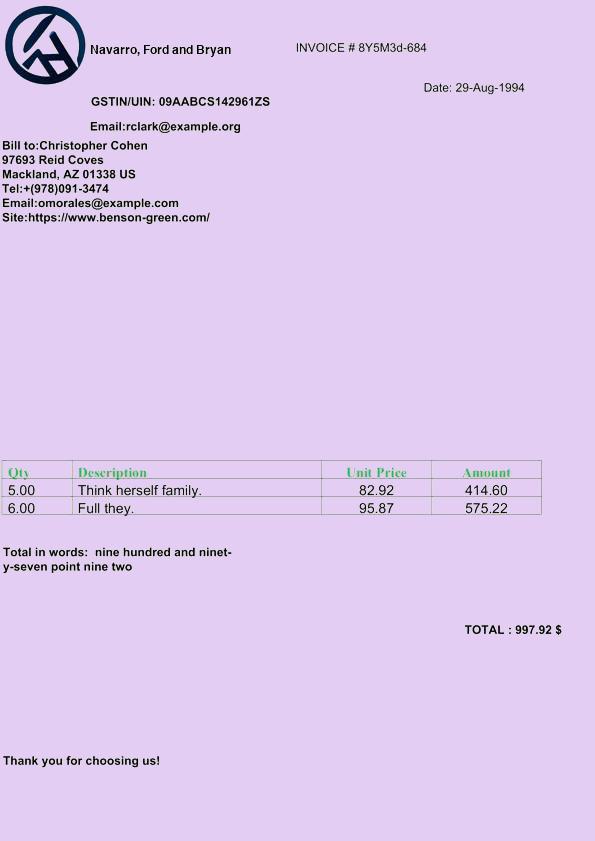 Navarro, Ford and Bryan
INVOICE # 8Y5M3d-684
Date: 29-Aug-1994
GSTIN/UIN: 09AABCS142961ZS
Email:rclark@example.org
Bill to:Christopher Cohen
97693 Reid Coves
Mackland, AZ 01338 US
Tel:+(978)091-3474
Email:omorales@example.com
Site:https://www.benson-green.com/
Qty Description Unit Price Amount
5.00 Think herself family. 82.92 414.60
6.00 Full they. 95.87 575.22
Total in words:  nine hundred and ninet-
y-seven point nine two
TOTAL : 997.92 $
Thank you for choosing us!